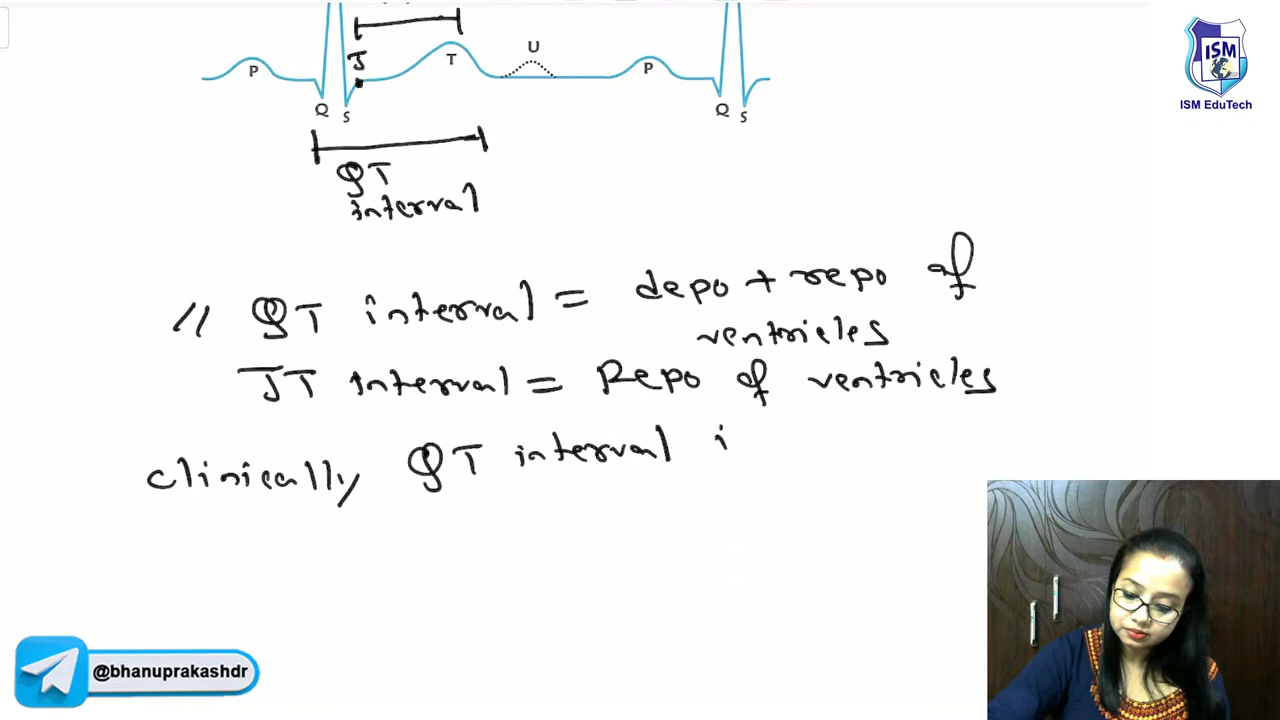 J
P
T
U
P
Q
S
Q
S
QT
interval
// QT interval = depo + repo of
ventricles
JT interval = Repo of ventricles
clinically QT interval i
ISM
ISM EduTech
@bhanuprakashdr